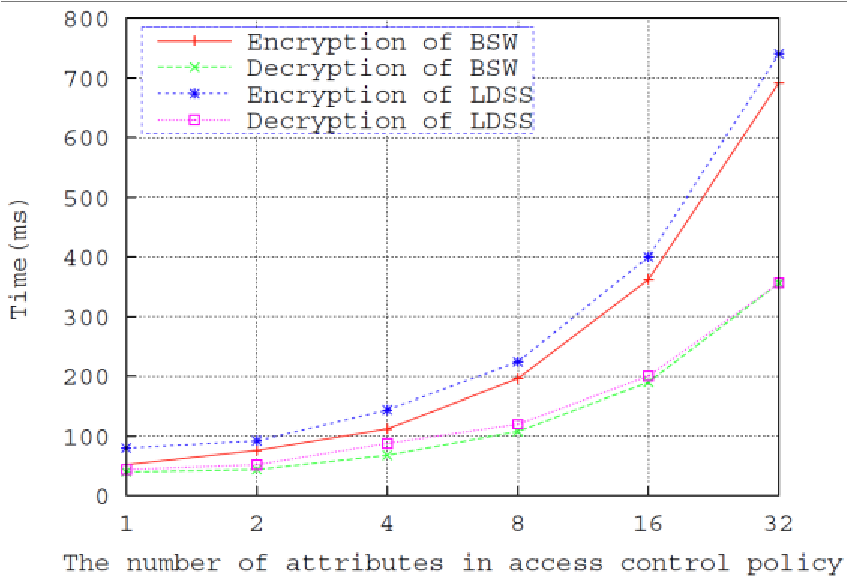 800
700
600
500
400
300
200
100
0
Time(ms)
Encryption of BSW
Decryption of BSW
Encryption of LDSS
Decryption of LDSS
1 2 4 8 16 32
The number of attributes in access control policy